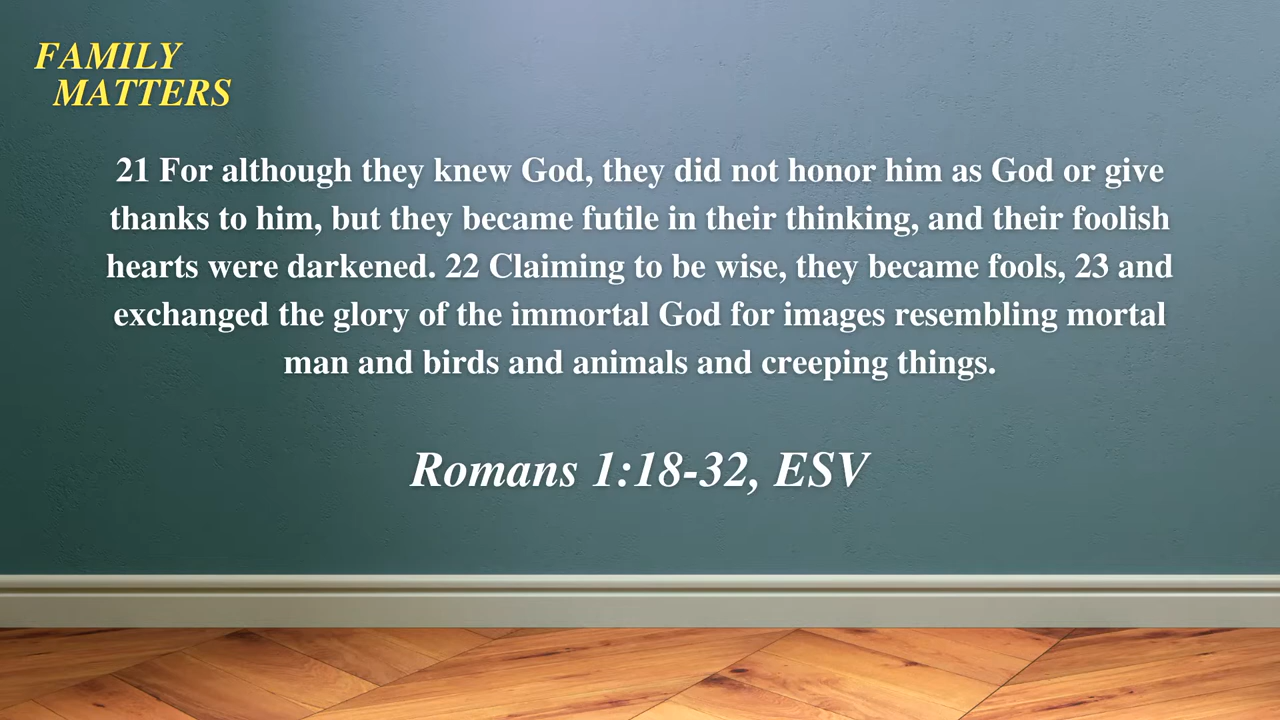 FAMILY
MATTERS
21 For although they knew God, they did not honor him as God or give
thanks to him, but they became futile in their thinking, and their foolish
hearts were darkened. 22 Claiming to be wise, they became fools, 23 and
exchanged the glory of the immortal God for images resembling mortal
man and birds and animals and creeping things.
Romans 1:18-32, ESV